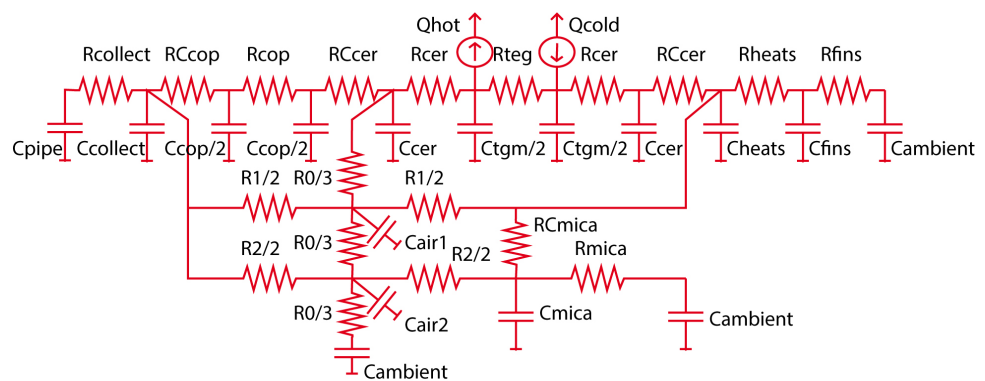 Qhot Qcold
Rcollect RCcop Rcop RCcer Rcer Rteg Rcer RCcer Rheats Rfins
Cpipe Ccollect Ccop/2 Ccop/2 Ccer Ctgm/2 Ctgm/2 Ccer Cheats Cfins Cambient
R1/2 R0/3 R1/2
RCmica
R0/3 Cair1
R2/2 R2/2 Rmica
R0/3 Cair2 Cmica Cambient
Cambient